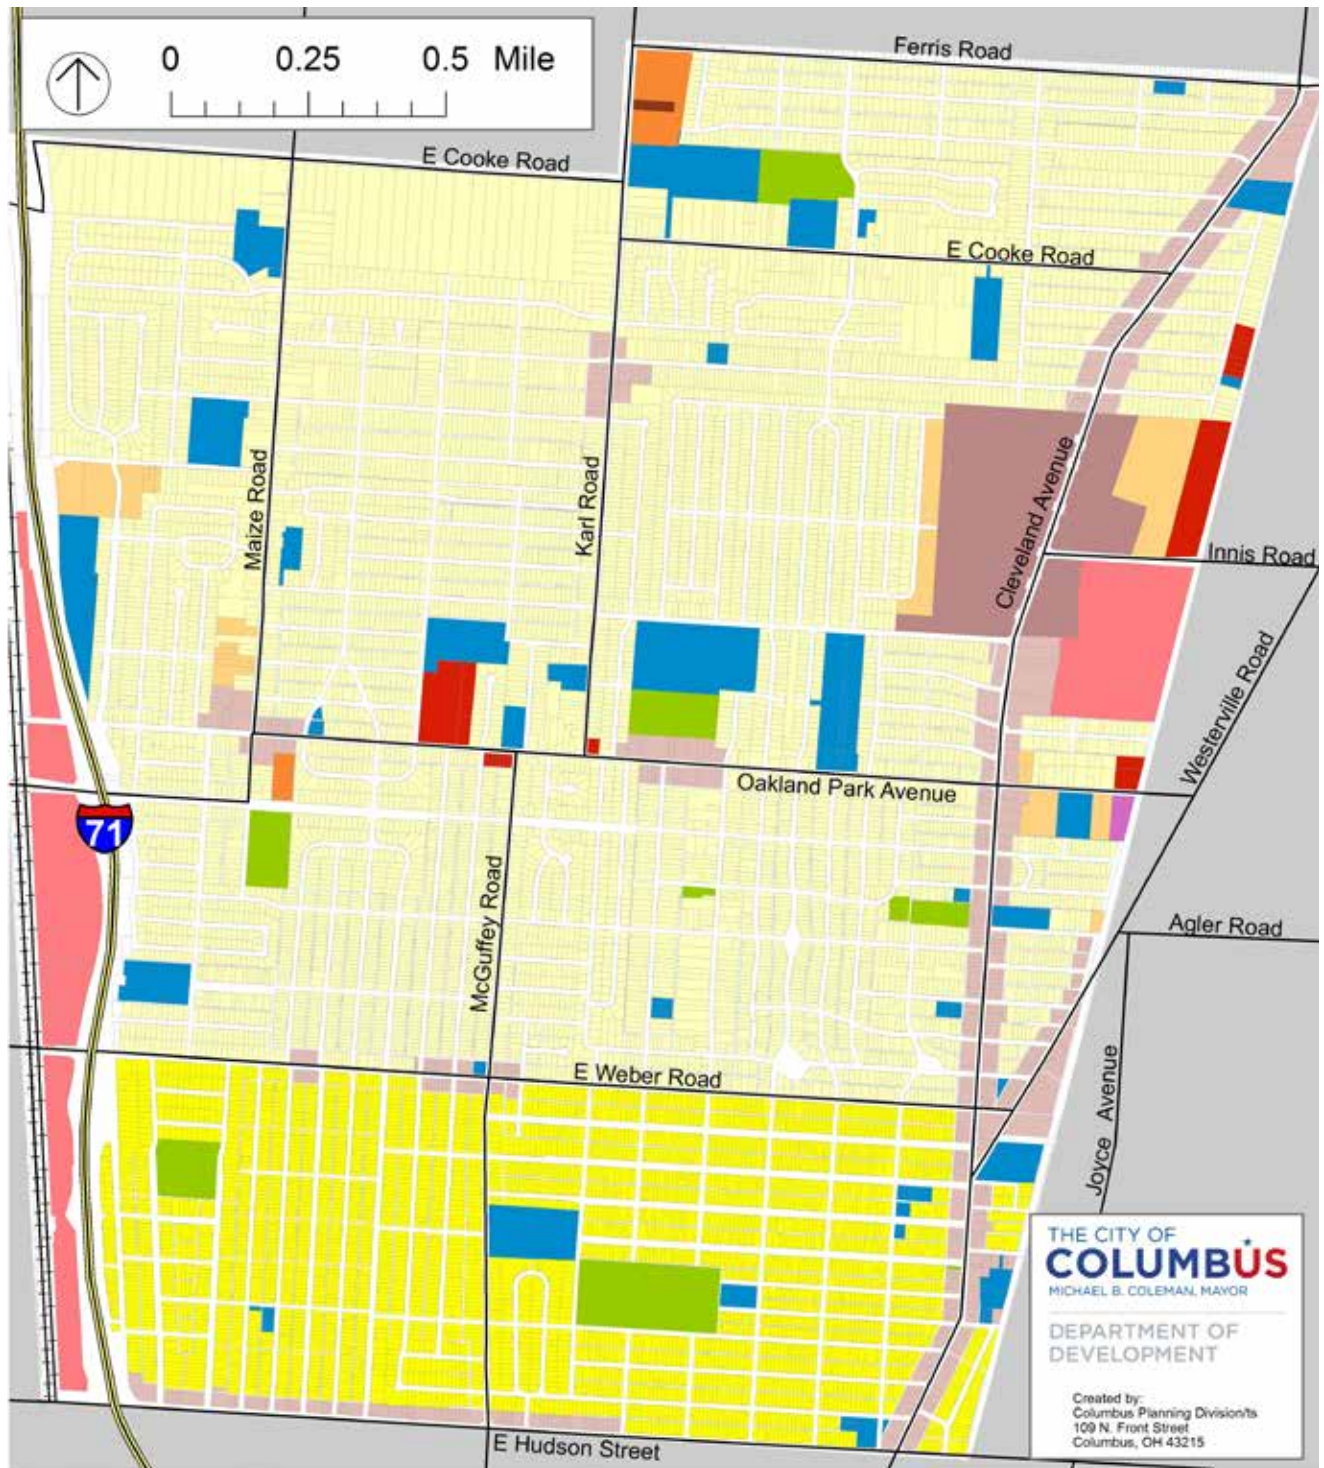 0 0.25 0.5 Mile
Ferris Road
E Cooke Road
E Cooke Road
Maize Road
Karl Road
Cleveland Avenue
Innis Road
Westerville Road
Oakland Park Avenue
71
McGuffey Road
Agler Road
E Weber Road
Joyce Avenue
THE CITY OF
COLUMBUS
MICHAEL B. COLEMAN, MAYOR
DEPARTMENT OF
DEVELOPMENT
Created by:
Columbus Planning Division/ts
109 N. Front Street
Columbus, OH 43215
E Hudson Street